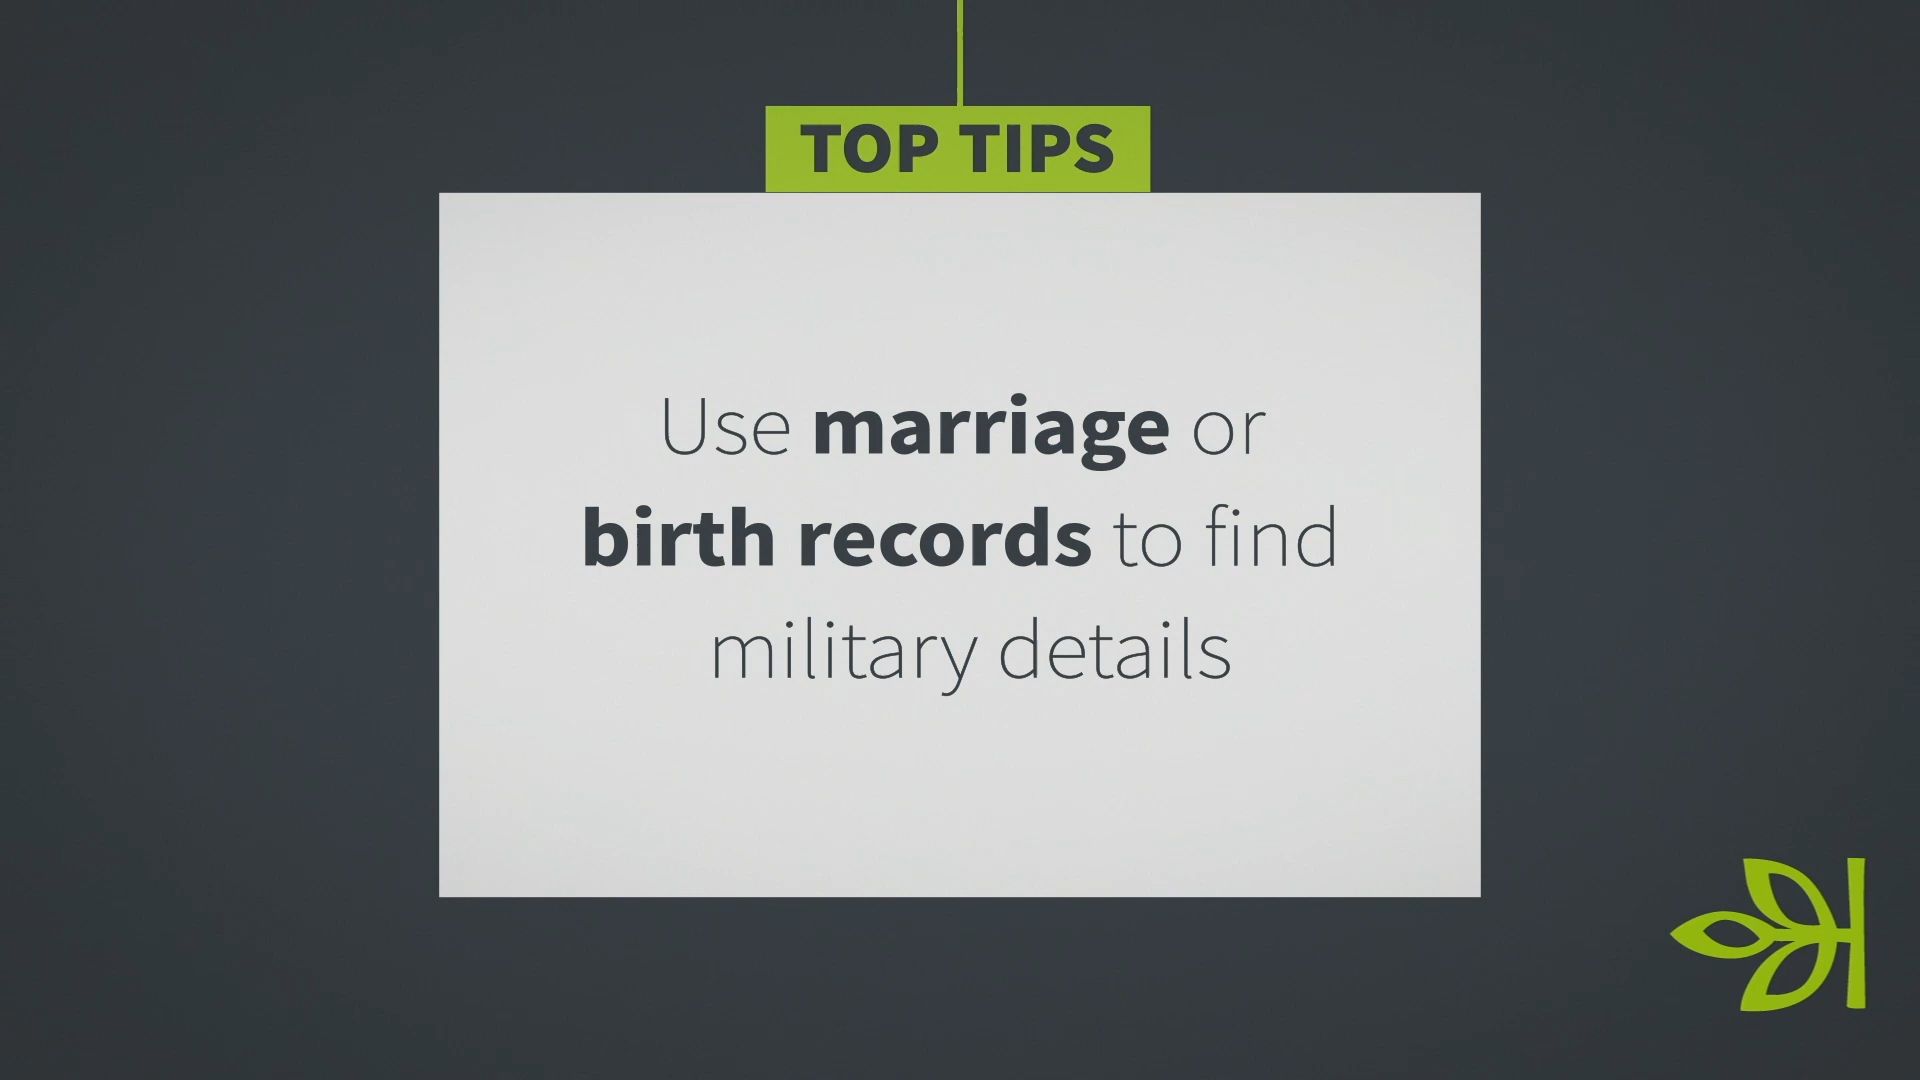 TOP TIPS
Use marriage or
birth records to find
military details